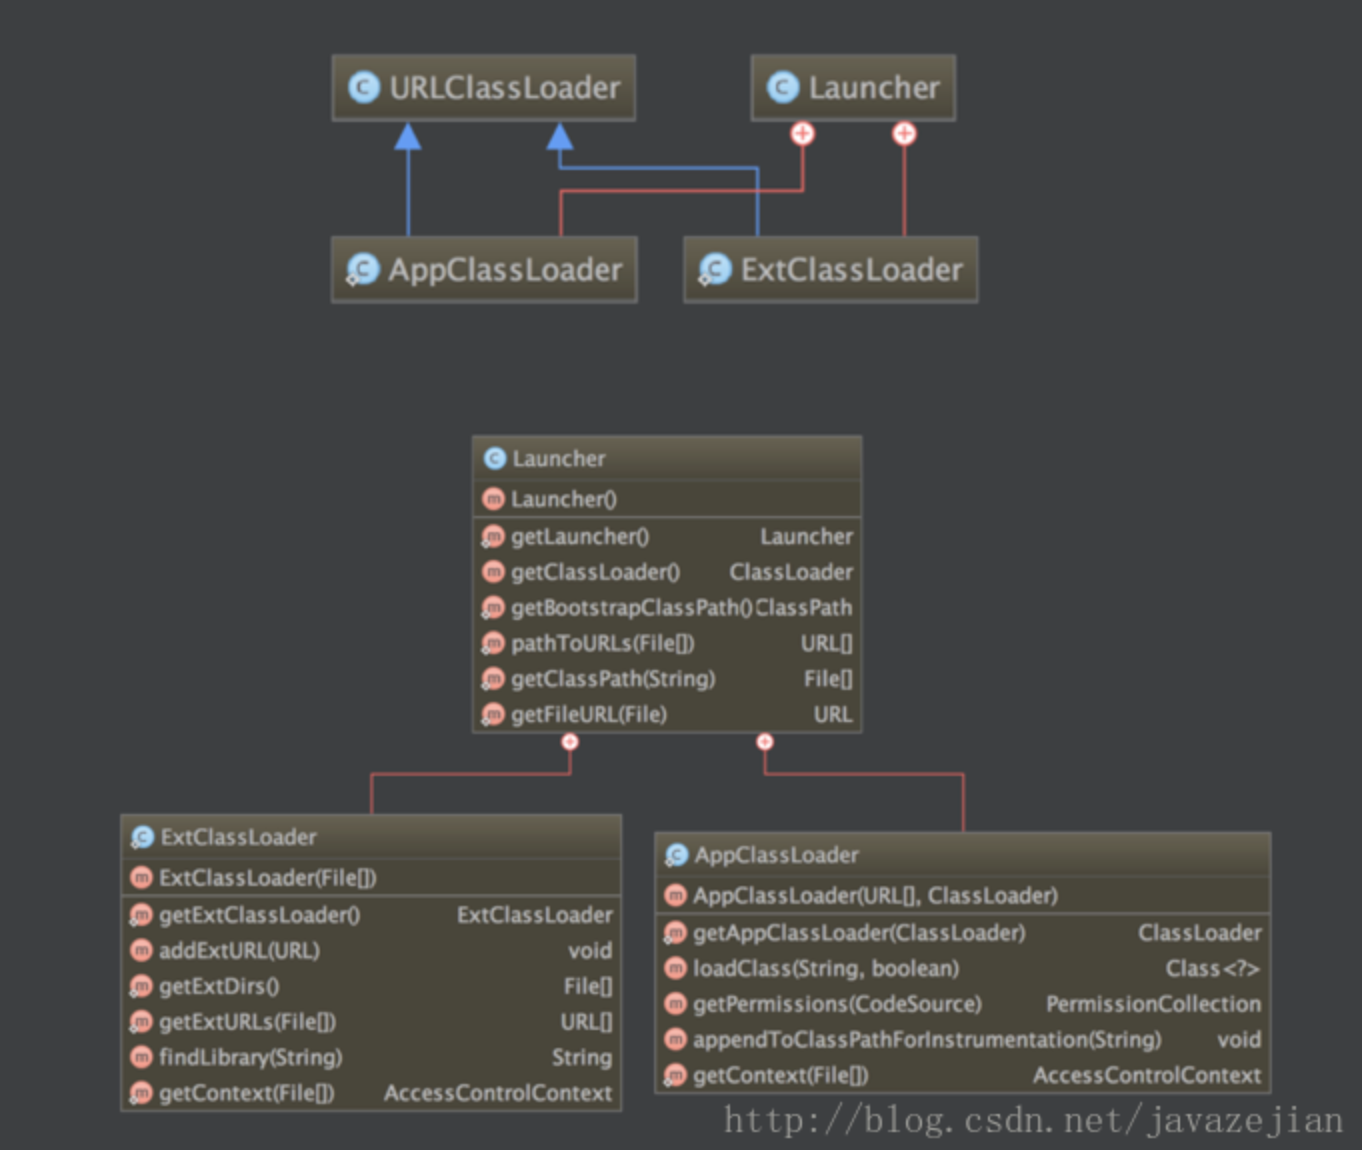 URLClassLoader
Launcher
AppClassLoader
ExtClassLoader
Launcher
Launcher()
getLauncher() Launcher
getClassLoader() ClassLoader
getBootstrapClassPath() ClassPath
pathToURLs(File[]) URL[]
getClassPath(String) File[]
getFileURL(File) URL
ExtClassLoader
ExtClassLoader(File[])
getExtClassLoader() ExtClassLoader
addExtURL(URL) void
getExtDirs() File[]
getExtURLs(File[]) URL[]
findLibrary(String) String
getContext(File[]) AccessControlContext
AppClassLoader
AppClassLoader(URL[], ClassLoader)
getAppClassLoader(ClassLoader) ClassLoader
loadClass(String, boolean) Class<?>
getPermissions(CodeSource) PermissionCollection
appendToClassPathForInstrumentation(String) void
getContext(File[]) AccessControlContext
http://blog.csdn.net/javazejian